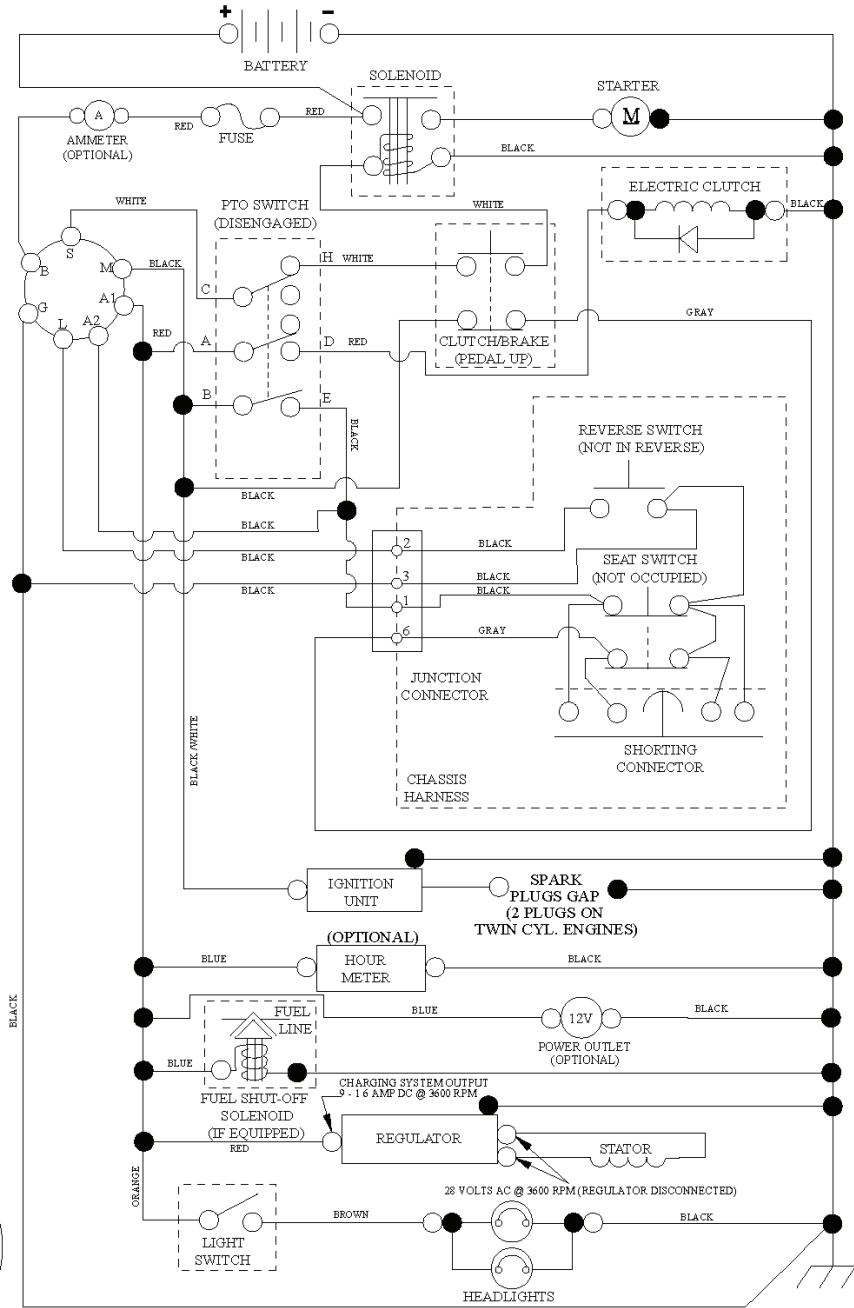 + -
BATTERY
SOLENOID
STARTER
A
RED
FUSE
RED
M
AMMETER
(OPTIONAL)
BLACK
ELECTRIC CLUTCH
BLACK
WHITE
PTO SWITCH
(DISENGAGED)
WHITE
S
B
M
BLACK
H
WHITE
C
G
A1
L
A2
RED
A
D
RED
CLUTCH/BRAKE
(PEDAL UP)
GRAY
B
E
BLACK
REVERSE SWITCH
(NOT IN REVERSE)
BLACK
BLACK
BLACK
2
BLACK
SEAT SWITCH
(NOT OCCUPIED)
BLACK
3
BLACK
BLACK
1
6
GRAY
JUNCTION
CONNECTOR
BLACK/WHITE
SHORTING
CONNECTOR
CHASSIS
HARNESS
IGNITION
UNIT
SPARK
PLUGS GAP
(2 PLUGS ON
TWIN CYL. ENGINES)
(OPTIONAL)
BLUE
HOUR
METER
BLACK
BLACK
FUEL
LINE
BLUE
12V
BLACK
POWER OUTLET
(OPTIONAL)
BLUE
FUEL SHUT-OFF
SOLENOID
(IF EQUIPPED)
CHARGING SYSTEM OUTPUT
9 - 16 AMP DC @ 3600 RPM
RED
REGULATOR
STATOR
28 VOLTS AC @ 3600 RPM (REGULATOR DISCONNECTED)
ORANGE
LIGHT
SWITCH
BROWN
BLACK
HEADLIGHTS